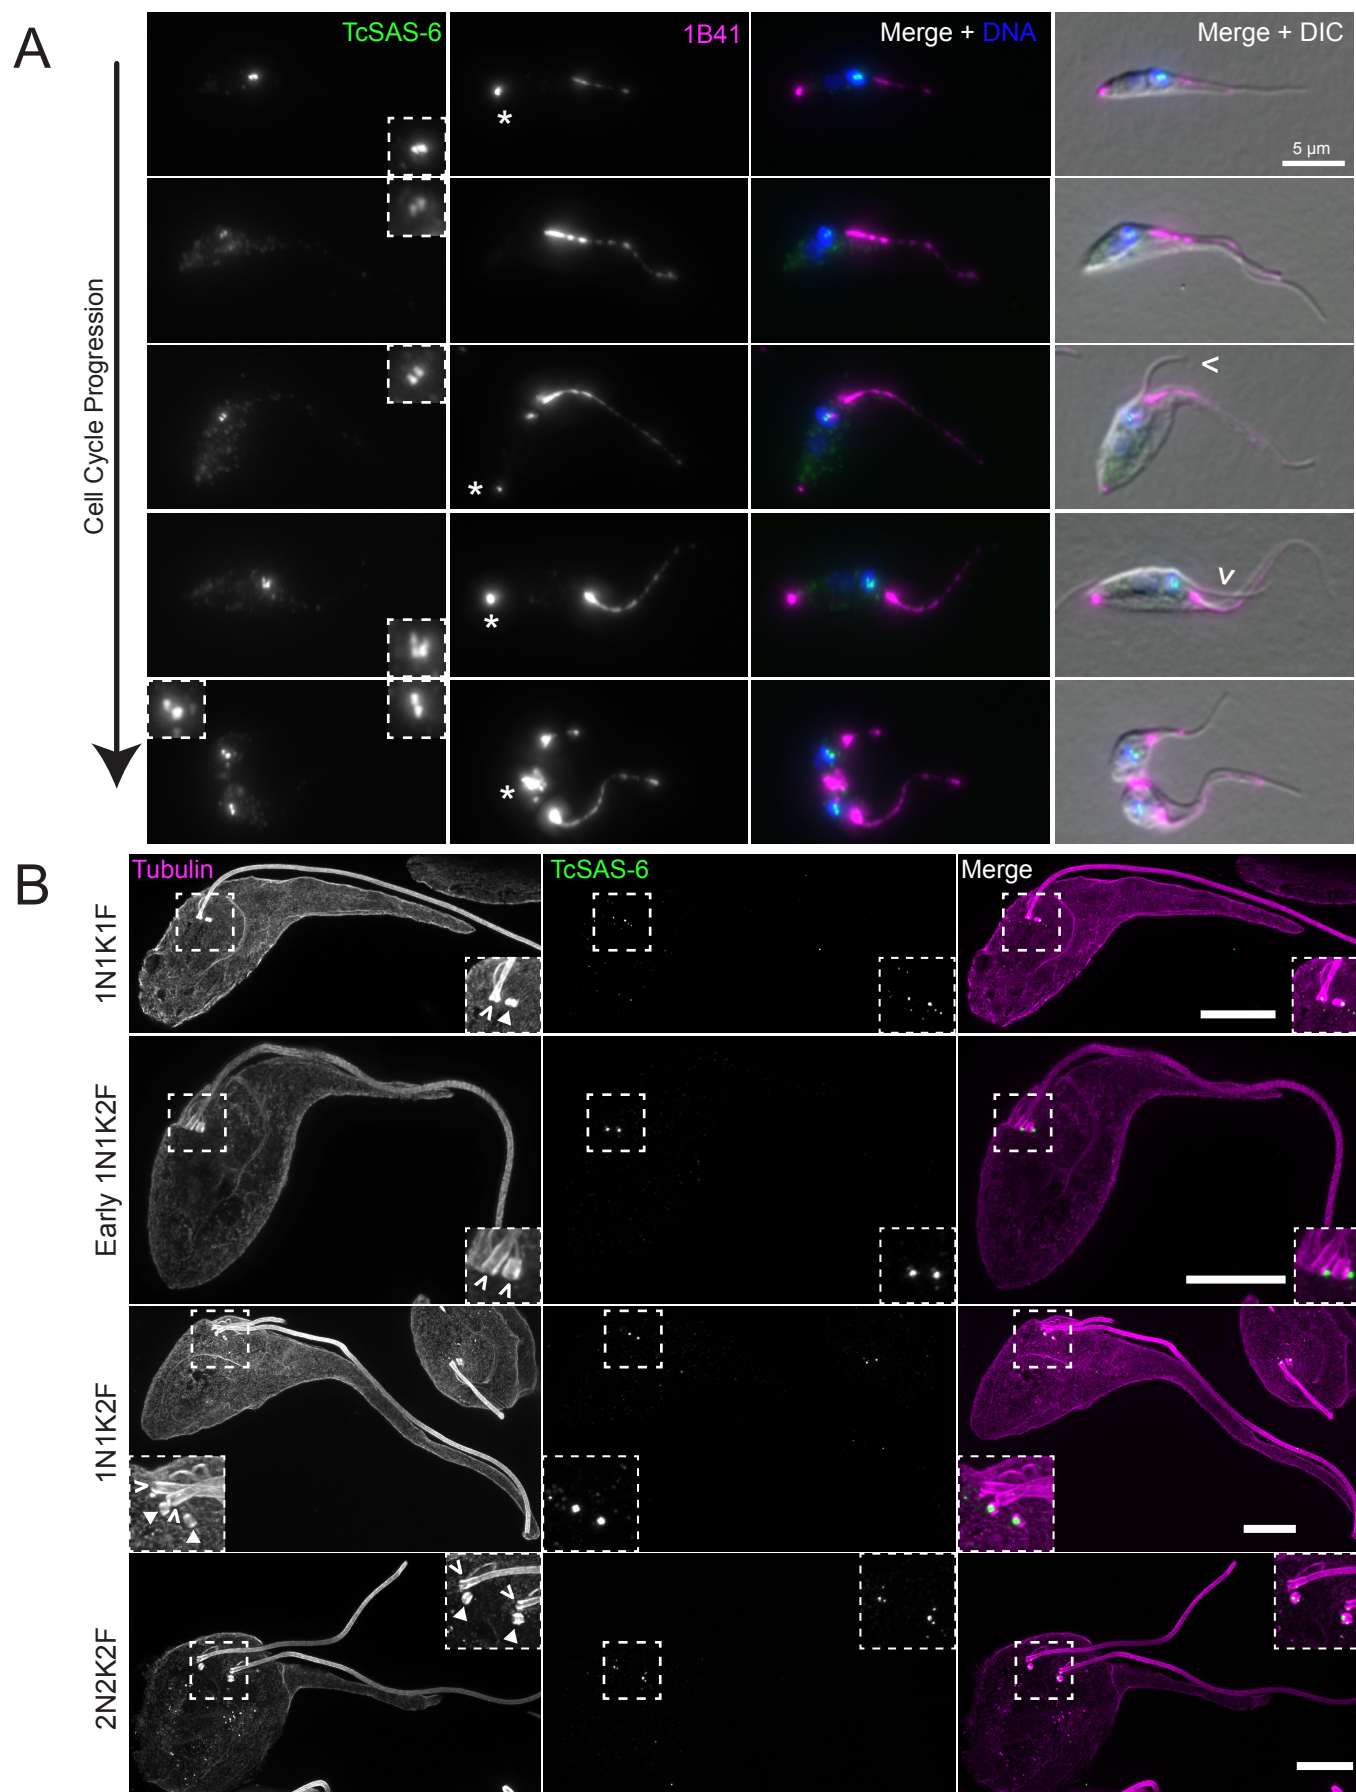 A
TcSAS-6
1B41
Merge + DNA
Merge + DIC
5 µm
*
<
*
*
v
*
Cell Cycle Progression
B
Tubulin
TcSAS-6
Merge
1N1K1F
Early 1N1K2F
1N1K2F
2N2K2F